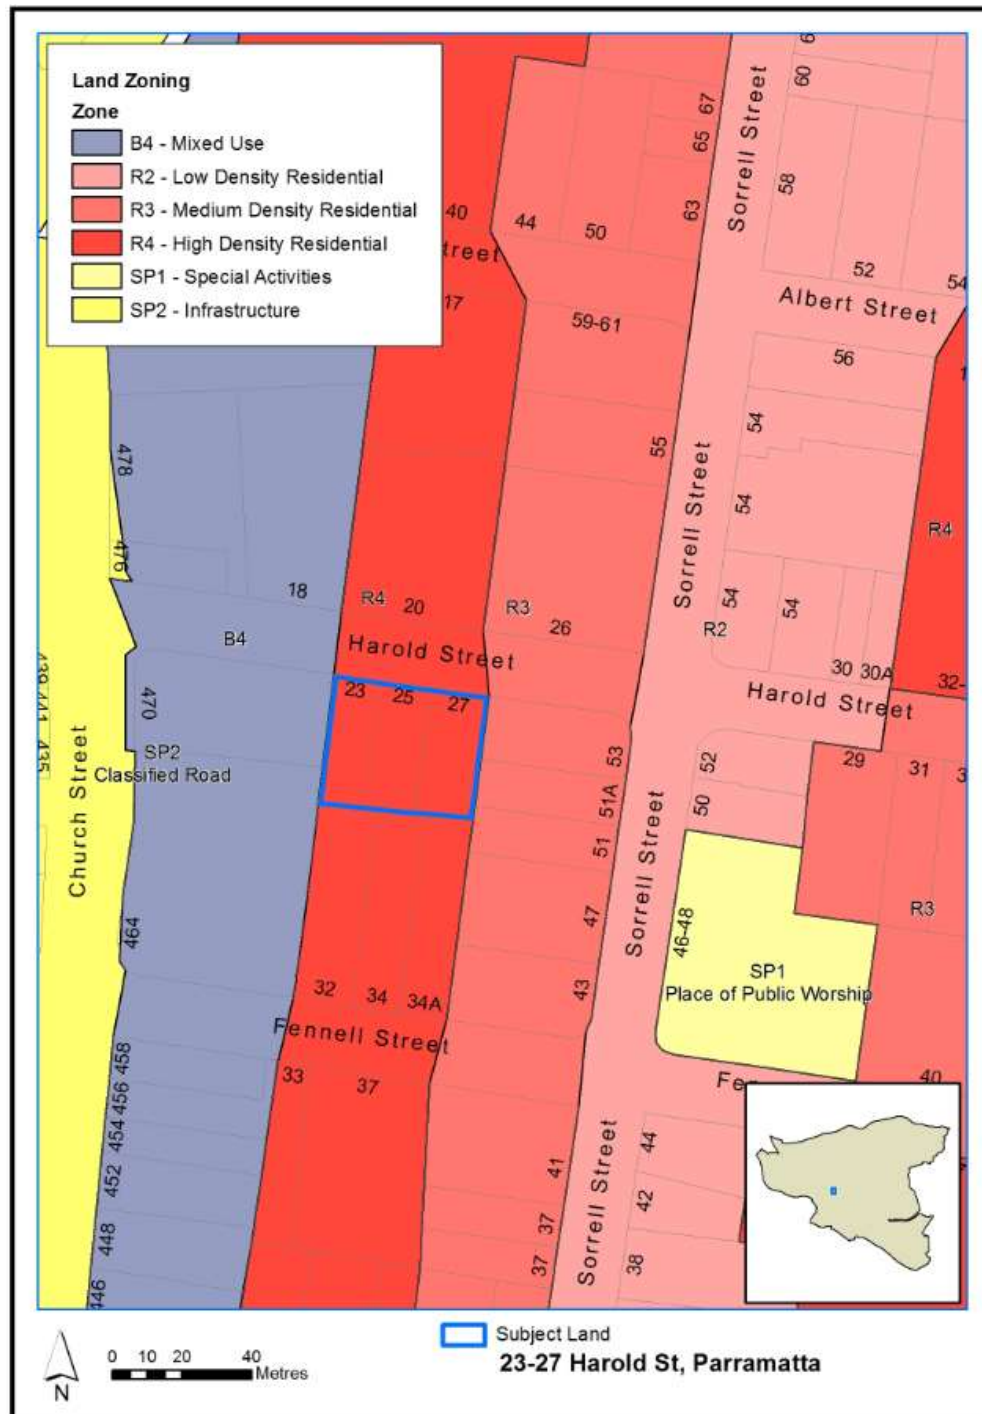 Land Zoning
Zone
B4 - Mixed Use
R2 - Low Density Residential
R3 - Medium Density Residential
R4 - High Density Residential
SP1 - Special Activities
SP2 - Infrastructure
60
67
65
58
63
Sorrell Street
40
44
50
52
54
17
59-61
Albert Street
56
54
55
478
54
Sorrell Street
R4
476
18
R4
20
R3
26
54
54
R2
B4
Harold Street
30
30A
32-
Harold Street
441
435
470
23
25
27
SP2
Classified Road
Church Street
53
52
29
31
51A
50
51
Sorrell Street
47
46-48
R3
464
SP1
Place of Public Worship
43
32
34
34A
Fennell Street
458
33
37
40
456
454
452
41
44
42
448
37
37
Sorrell Street
38
446
Subject Land
23-27 Harold St, Parramatta
0 10 20 40
Metres
N